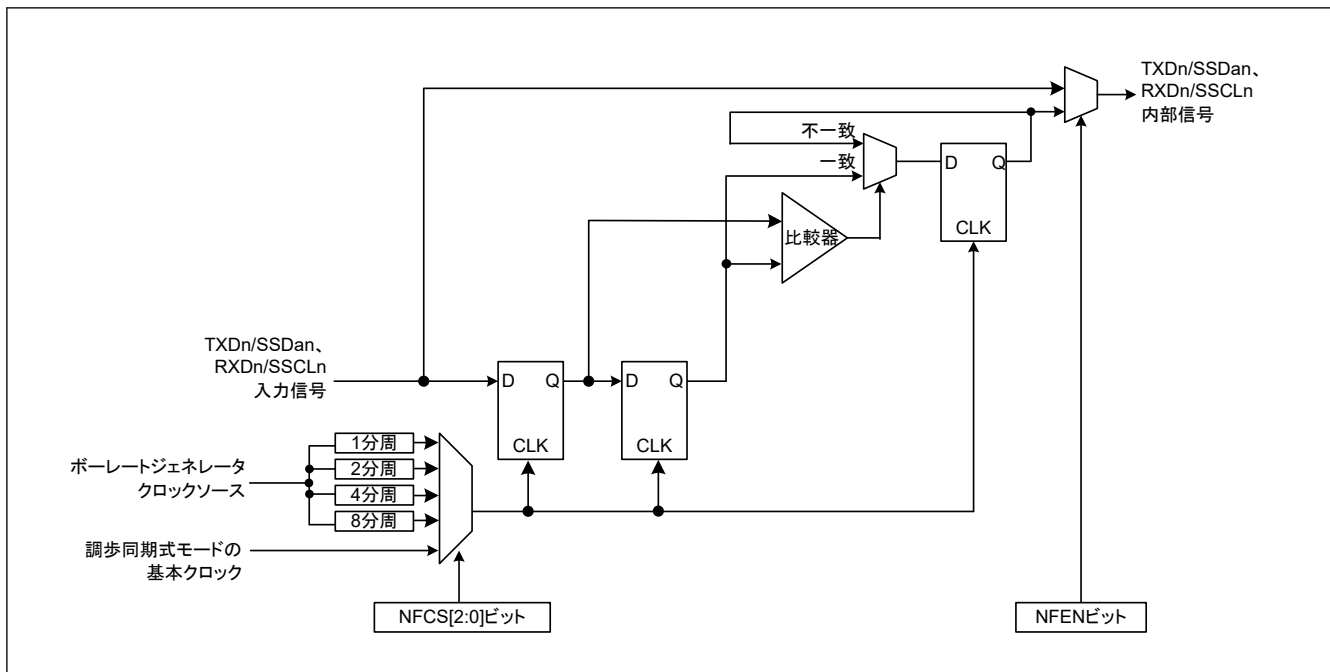 TXDn/SSDan、
RXDn/SSCLn
内部信号
不一致
一致
D
Q
CLK
比較器
TXDn/SSDan、
RXDn/SSCLn
入力信号
D
Q
CLK
D
Q
CLK
ボーレートジェネレータ
クロックソース
1分周
2分周
4分周
8分周
調歩同期式モードの
基本クロック
NFCS[2:0]ビット
NFENビット